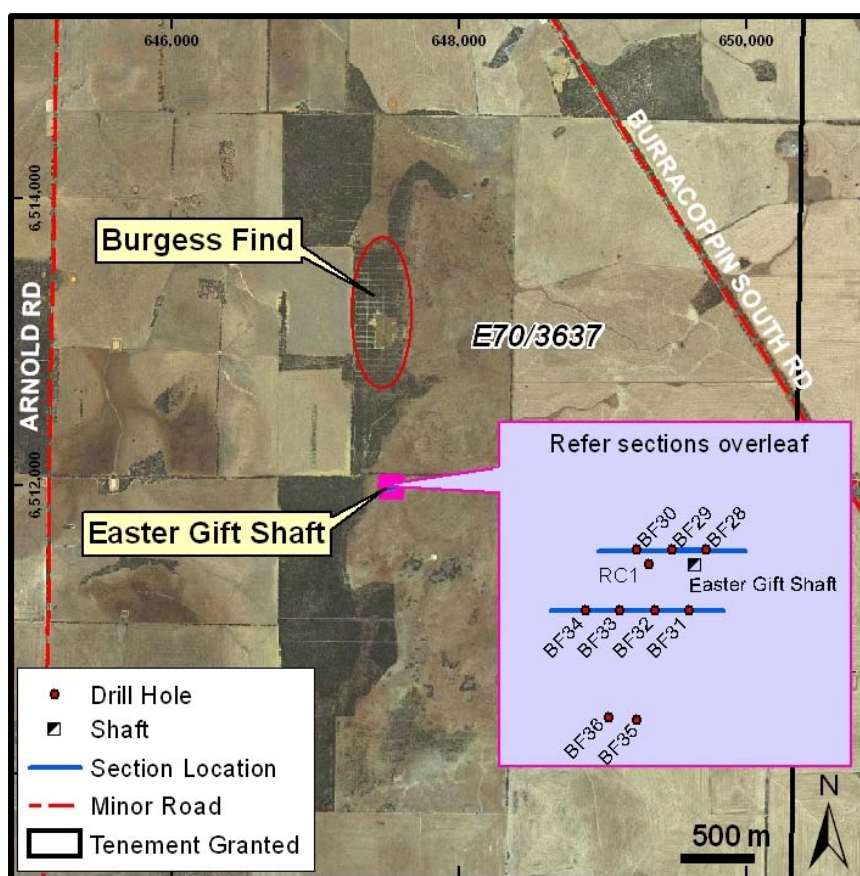 646,000
648,000
650,000
6,514,000
6,512,000
ARNOLD RD
BURRACOPPIN SOUTH RD
Burgess Find
E70/3637
Easter Gift Shaft
Refer sections overleaf
BF30
BF29
BF28
RC1
Easter Gift Shaft
BF34
BF33
BF32
BF31
BF36
BF35
Drill Hole
Shaft
Section Location
Minor Road
Tenement Granted
N
500 m